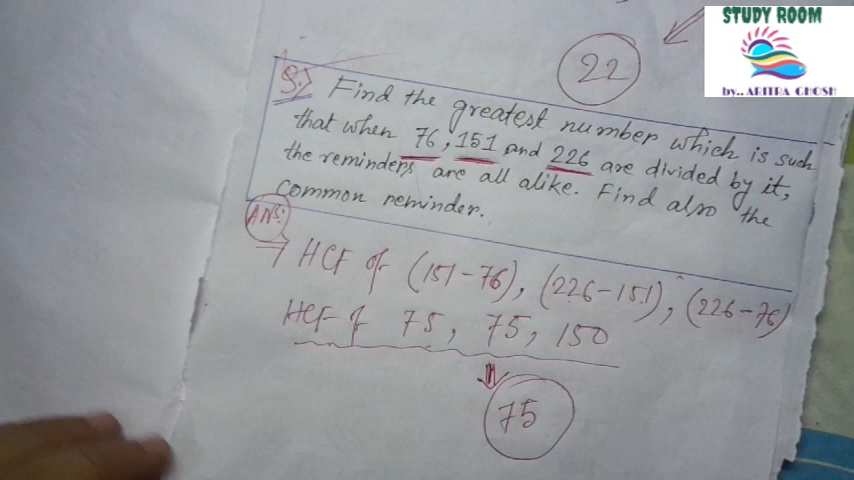 STUDY ROOM
by.. ARITRA GHOSH
22
S:) Find the greatest number which is such
that when 76, 151 and 226 are divided by it,
the reminders are all alike. Find also the
common reminder.
ANS:
⇒ HCF of (151-76), (226-151), (226-76)
HCF of 75, 75, 150
75